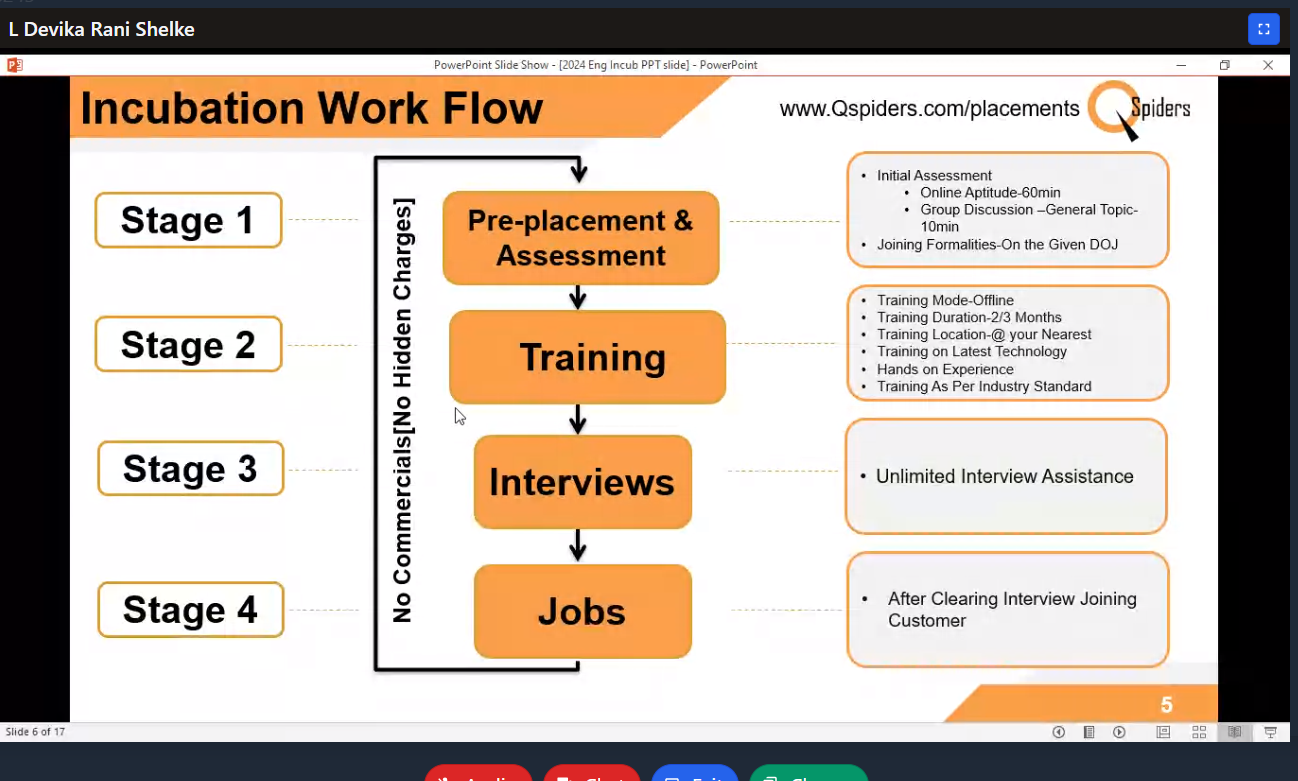 L Devika Rani Shelke
PowerPoint Slide Show - [2024 Eng Incub PPT slide] - PowerPoint
Incubation Work Flow
www.Qspiders.com/placements
Spiders
Stage 1
Pre-placement &
Assessment
• Initial Assessment
• Online Aptitude-60min
• Group Discussion –General Topic-
10min
• Joining Formalities-On the Given DOJ
Stage 2
Training
• Training Mode-Offline
• Training Duration-2/3 Months
• Training Location-@ your Nearest
• Training on Latest Technology
• Hands on Experience
• Training As Per Industry Standard
No Commercials[No Hidden Charges]
Stage 3
Interviews
• Unlimited Interview Assistance
Stage 4
Jobs
• After Clearing Interview Joining
Customer
5
Slide 6 of 17